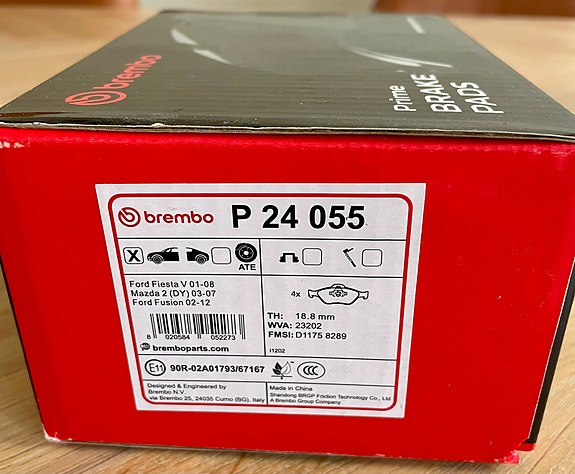 brembo
Prime
BRAKE
PADS
brembo P 24 055
X
ATE
Ford Fiesta V 01-08
Mazda 2 (DY) 03-07
Ford Fusion 02-12
4x
TH: 18.8 mm
WVA: 23202
FMSI: D1175 8289
8 020584 052273
bremboparts.com
I1202
E11 90R-02A01793/67167
CCC
Designed & Engineered by
Brembo N.V.
via Brembo 25, 24035 Curno (BG), Italy
Made in China
Shandong BRGP Friction Technology Co., Ltd
A Brembo Group Company